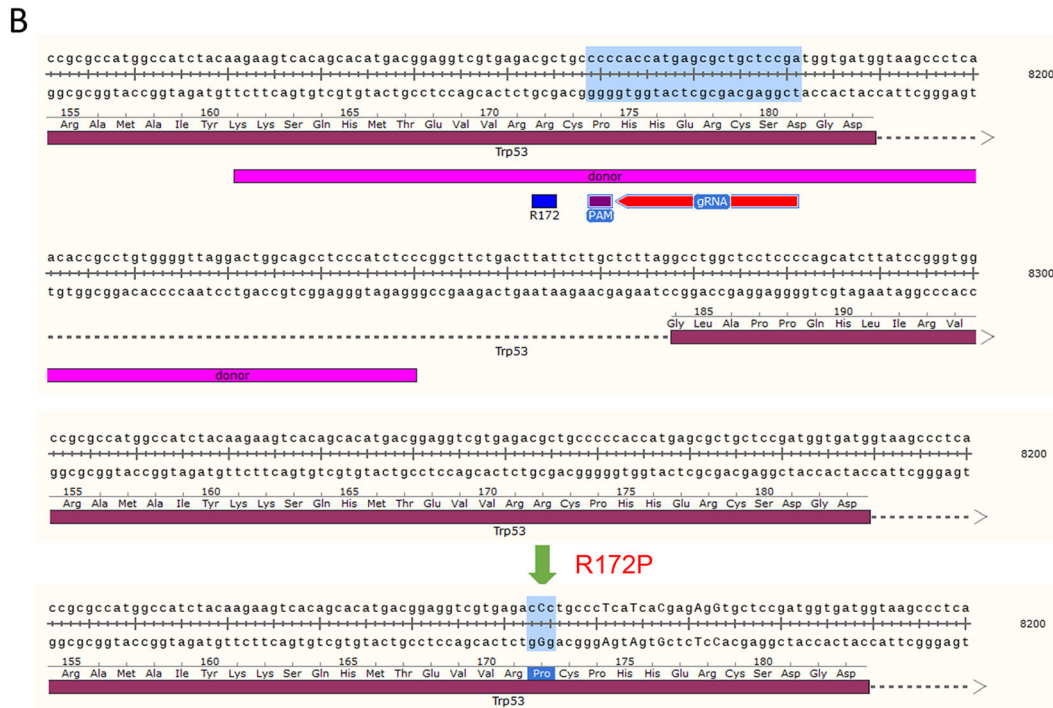 B
ccgcgccatggccatctacaagaagtcacagcacatgacggaggtcgtgagacgctgcccccaccatgagcgctgctccgatggtgatggtaagccctca
8200
ggcgcggtaccggtagatgttcttcagtgtcgtgtactgcctccagcactctgcgacgggggtggtactcgcgacgaggctaccactaccattcgggagt
155 160 165 170 175 180
Arg Ala Met Ala Ile Tyr Lys Lys Ser Gln His Met Thr Glu Val Val Arg Arg Cys Pro His His Glu Arg Cys Ser Asp Gly Asp
Trp53
donor
R172 PAM gRNA
acaccgcctgtggggttaggactggcagcctcccatctcccggcttctgacttattcttgctcttaggcctggctcctccccagcatcttatccgggtgg
8300
tgtggcggacaccccaatcctgaccgtcggagggtagagggccgaagactgaataagaacgagaatccggaccgaggaggggtcgtagaataggcccacc
185 190
Gly Leu Ala Pro Pro Gln His Leu Ile Arg Val
Trp53
donor
ccgcgccatggccatctacaagaagtcacagcacatgacggaggtcgtgagacgctgcccccaccatgagcgctgctccgatggtgatggtaagccctca
8200
ggcgcggtaccggtagatgttcttcagtgtcgtgtactgcctccagcactctgcgacgggggtggtactcgcgacgaggctaccactaccattcgggagt
155 160 165 170 175 180
Arg Ala Met Ala Ile Tyr Lys Lys Ser Gln His Met Thr Glu Val Val Arg Arg Cys Pro His His Glu Arg Cys Ser Asp Gly Asp
Trp53
R172P
ccgcgccatggccatctacaagaagtcacagcacatgacggaggtcgtgagacCctgcccTcaTcaCgagAgGtgctccgatggtgatggtaagccctca
8200
ggcgcggtaccggtagatgttcttcagtgtcgtgtactgcctccagcactctgGgacgggAgtAgtGctcTcCacgaggctaccactaccattcgggagt
155 160 165 170 175 180
Arg Ala Met Ala Ile Tyr Lys Lys Ser Gln His Met Thr Glu Val Val Arg Pro Cys Pro His His Glu Arg Cys Ser Asp Gly Asp
Trp53